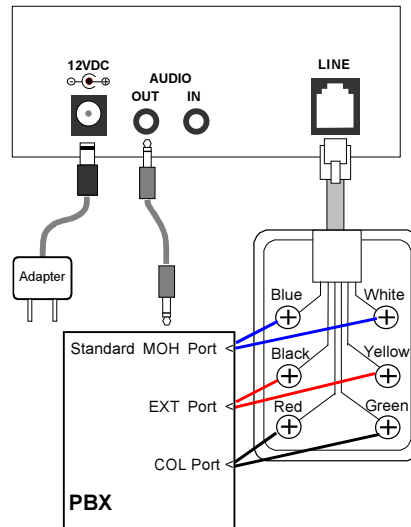 12VDC
AUDIO
OUT IN
LINE
Adapter
Blue White
Standard MOH Port
Black Yellow
EXT Port
Red Green
COL Port
PBX